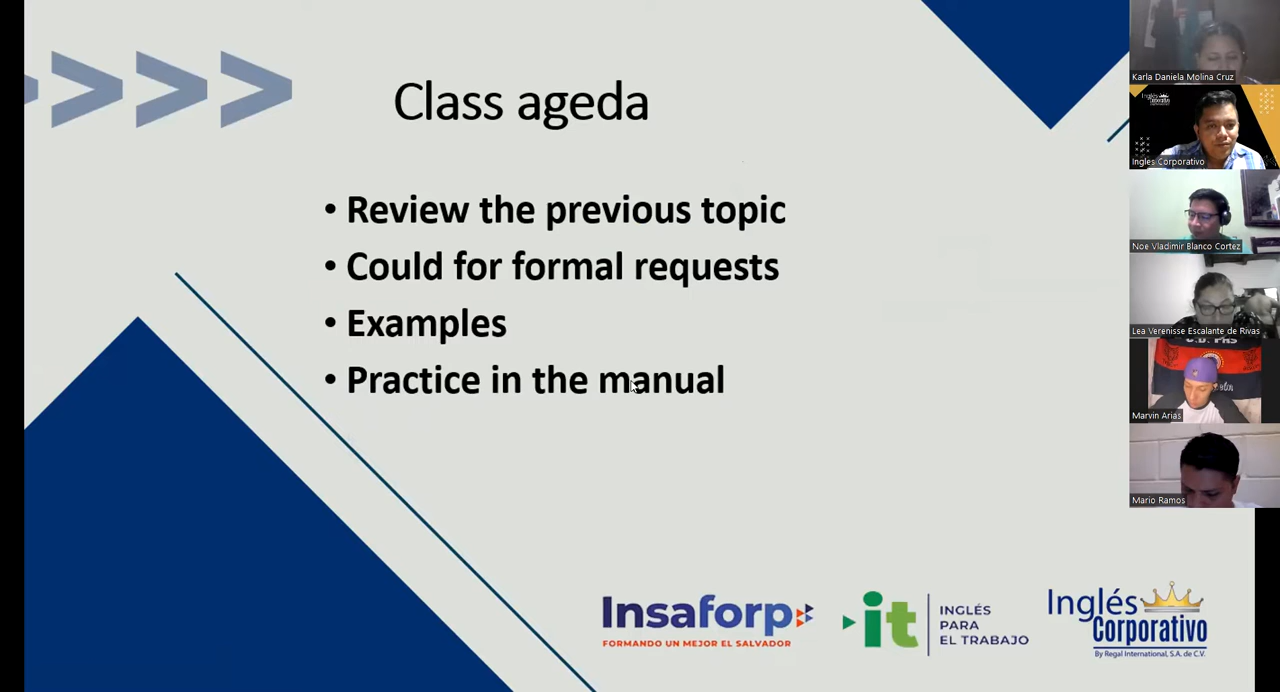 Class ageda
• Review the previous topic
• Could for formal requests
• Examples
• Practice in the manual
Insaforp
FORMANDO UN MEJOR EL SALVADOR
it
INGLÉS
PARA
EL TRABAJO
Inglés
Corporativo
By Regal International, S.A. de C.V.
Karla Daniela Molina Cruz
Ingles Corporativo
Noe Vladimir Blanco Cortez
Lea Verenisse Escalante de Rivas
Marvin Arias
Mario Ramos